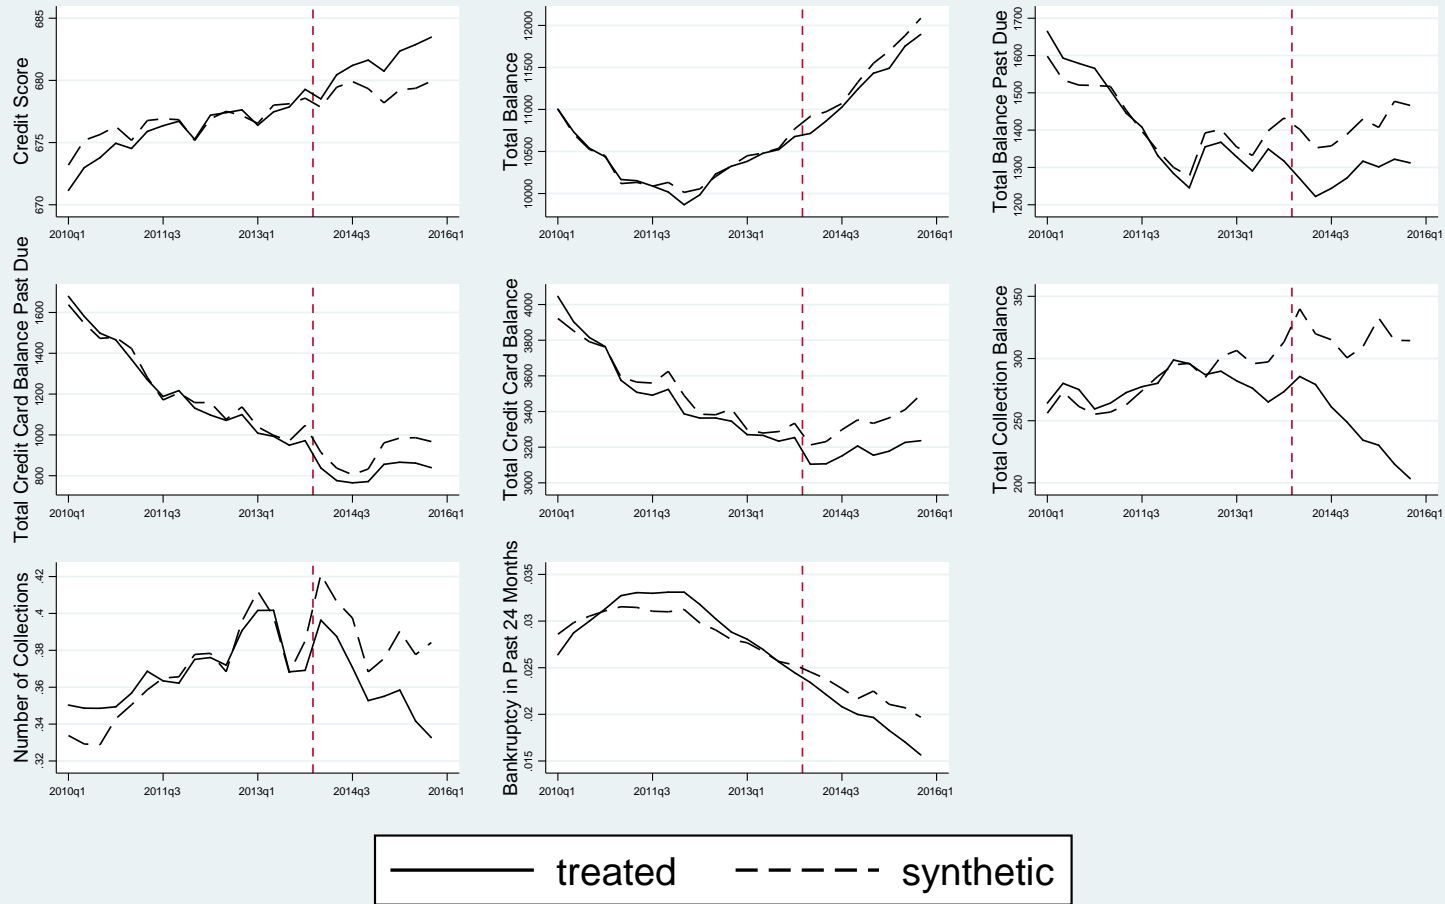 Credit Score
685
680
675
670
2010q1 2011q3 2013q1 2014q3 2016q1
Total Balance
12000
11500
11000
10500
10000
2010q1 2011q3 2013q1 2014q3 2016q1
Total Balance Past Due
1700
1600
1500
1400
1300
1200
2010q1 2011q3 2013q1 2014q3 2016q1
Total Credit Card Balance Past Due
1600
1400
1200
1000
800
2010q1 2011q3 2013q1 2014q3 2016q1
Total Credit Card Balance
4000
3800
3600
3400
3200
3000
2010q1 2011q3 2013q1 2014q3 2016q1
Total Collection Balance
350
300
250
200
2010q1 2011q3 2013q1 2014q3 2016q1
Number of Collections
.42
.4
.38
.36
.34
.32
2010q1 2011q3 2013q1 2014q3 2016q1
Bankruptcy in Past 24 Months
.035
.03
.025
.02
.015
2010q1 2011q3 2013q1 2014q3 2016q1
treated synthetic